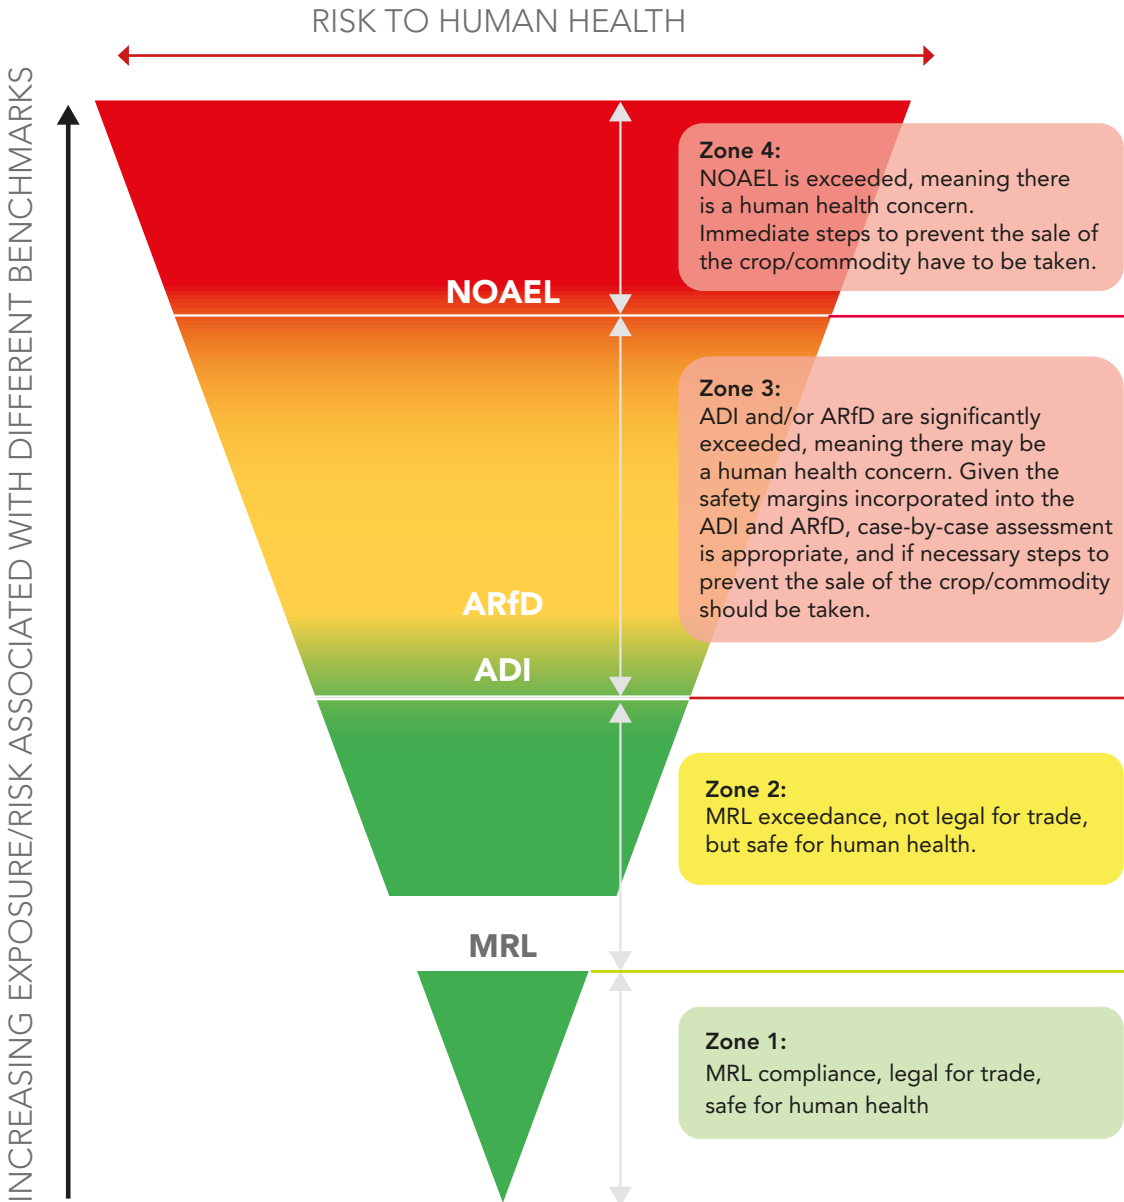 RISK TO HUMAN HEALTH
INCREASING EXPOSURE/RISK ASSOCIATED WITH DIFFERENT BENCHMARKS
Zone 4:
NOAEL is exceeded, meaning there
is a human health concern.
Immediate steps to prevent the sale of
the crop/commodity have to be taken.
NOAEL
Zone 3:
ADI and/or ARfD are significantly
exceeded, meaning there may be
a human health concern. Given the
safety margins incorporated into the
ADI and ARfD, case-by-case assessment
is appropriate, and if necessary steps to
prevent the sale of the crop/commodity
should be taken.
ARfD
ADI
Zone 2:
MRL exceedance, not legal for trade,
but safe for human health.
MRL
Zone 1:
MRL compliance, legal for trade,
safe for human health